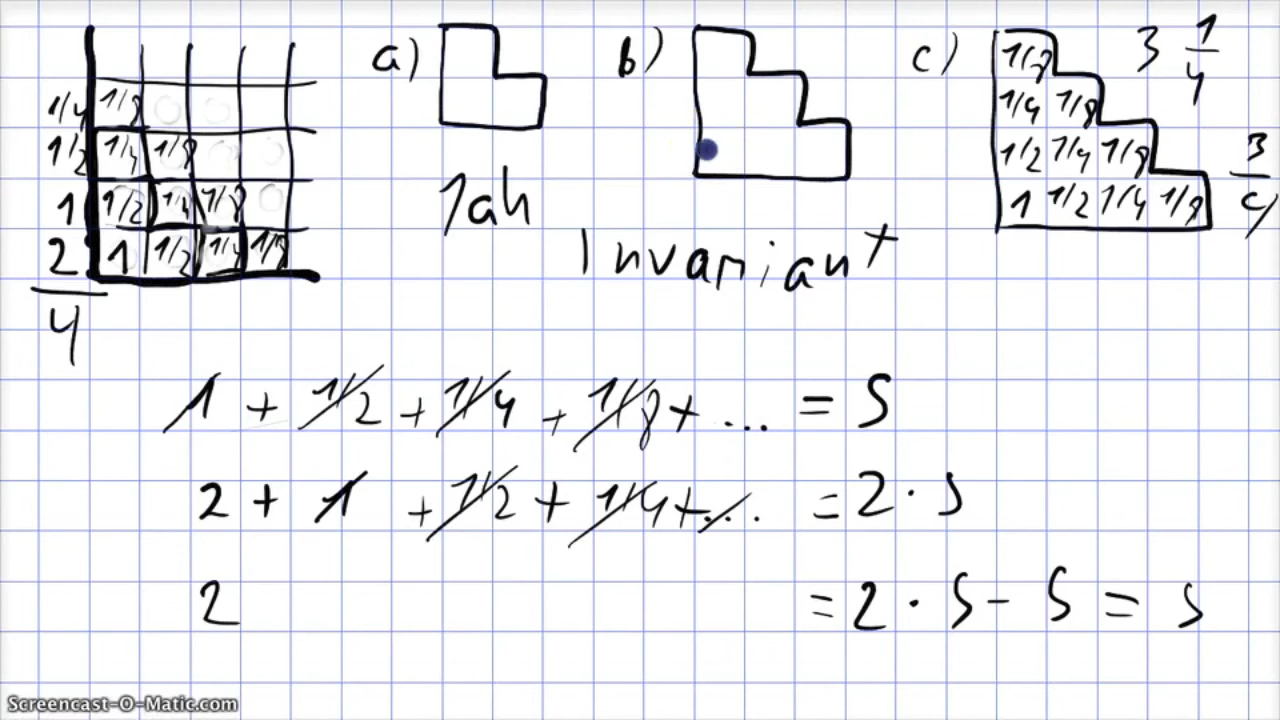 a) b) c) 1/8 3 1/4
1/4 1/8 1/4 1/8
1/2 1/4 1/8 1/2 1/4 1/8 3/4
1 1/2 1/4 1/8 Jah 1 1/2 1/4 1/8
2 1 1/2 1/4 1/8 Invariant
4
1 + 1/2 + 1/4 + 1/8 + ... = S
2 + 1 + 1/2 + 1/4 + ... = 2 · S
2 = 2 · S - S = S
Screencast-O-Matic.com